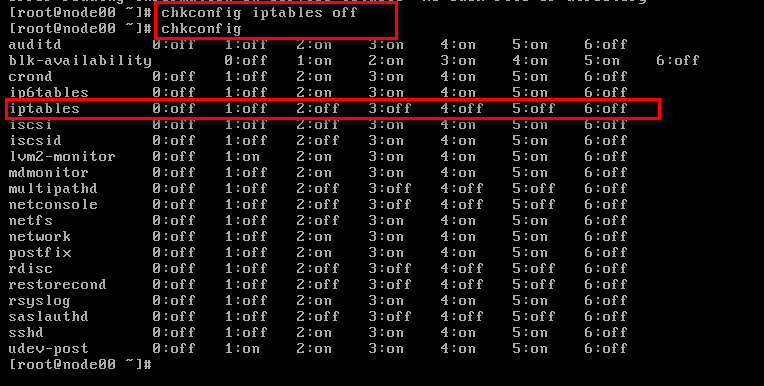 [root@node00 ~]# chkconfig iptables off
[root@node00 ~]# chkconfig
auditd 0:off 1:off 2:on 3:on 4:on 5:on 6:off
blk-availability 0:off 1:on 2:on 3:on 4:on 5:on 6:off
crond 0:off 1:off 2:on 3:on 4:on 5:on 6:off
ip6tables 0:off 1:off 2:on 3:on 4:on 5:on 6:off
iptables 0:off 1:off 2:off 3:off 4:off 5:off 6:off
iscsi 0:off 1:off 2:off 3:on 4:on 5:on 6:off
iscsid 0:off 1:off 2:off 3:on 4:on 5:on 6:off
lvm2-monitor 0:off 1:on 2:on 3:on 4:on 5:on 6:off
mdmonitor 0:off 1:off 2:on 3:on 4:on 5:on 6:off
multipathd 0:off 1:off 2:off 3:off 4:off 5:off 6:off
netconsole 0:off 1:off 2:off 3:off 4:off 5:off 6:off
netfs 0:off 1:off 2:off 3:on 4:on 5:on 6:off
network 0:off 1:off 2:on 3:on 4:on 5:on 6:off
postfix 0:off 1:off 2:on 3:on 4:on 5:on 6:off
rdisc 0:off 1:off 2:off 3:off 4:off 5:off 6:off
restorecond 0:off 1:off 2:off 3:off 4:off 5:off 6:off
rsyslog 0:off 1:off 2:on 3:on 4:on 5:on 6:off
saslauthd 0:off 1:off 2:off 3:off 4:off 5:off 6:off
sshd 0:off 1:off 2:on 3:on 4:on 5:on 6:off
udev-post 0:off 1:on 2:on 3:on 4:on 5:on 6:off
[root@node00 ~]#